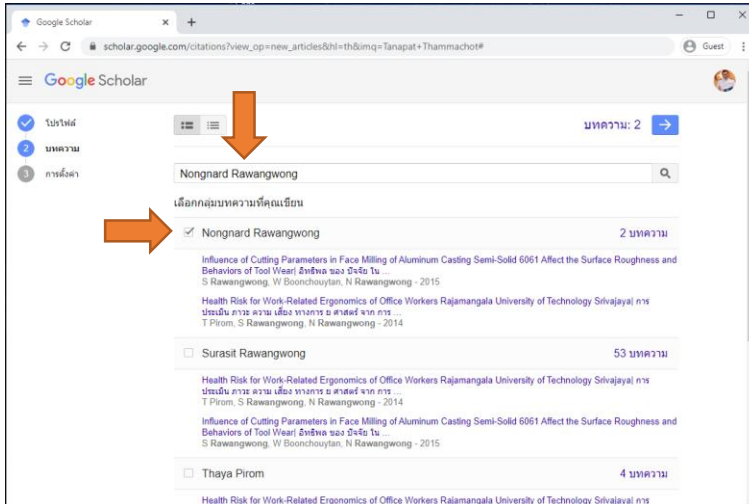 Google Scholar
scholar.google.com/citations?view_op=new_articles&hl=th&imq=Tanapat+Thammachot#
Guest
Google Scholar
โปรไฟล์
บทความ: 2
2 บทความ
3 การตั้งค่า
Nongnard Rawangwong
เลือกกลุ่มบทความที่คุณเขียน
Nongnard Rawangwong 2 บทความ
Influence of Cutting Parameters in Face Milling of Aluminum Casting Semi-Solid 6061 Affect the Surface Roughness and
Behaviors of Tool Wear| อิทธิพล ของ ปัจจัย ใน ...
S Rawangwong, W Boonchouytan, N Rawangwong - 2015
Health Risk for Work-Related Ergonomics of Office Workers Rajamangala University of Technology Srivajaya| การ
ประเมิน ภาวะ ความ เสี่ยง ทางการ ย ศาสตร์ จาก การ ...
T Pirom, S Rawangwong, N Rawangwong - 2014
Surasit Rawangwong 53 บทความ
Health Risk for Work-Related Ergonomics of Office Workers Rajamangala University of Technology Srivajaya| การ
ประเมิน ภาวะ ความ เสี่ยง ทางการ ย ศาสตร์ จาก การ ...
T Pirom, S Rawangwong, N Rawangwong - 2014
Influence of Cutting Parameters in Face Milling of Aluminum Casting Semi-Solid 6061 Affect the Surface Roughness and
Behaviors of Tool Wear| อิทธิพล ของ ปัจจัย ใน ...
S Rawangwong, W Boonchouytan, N Rawangwong - 2015
Thaya Pirom 4 บทความ
Health Risk for Work-Related Ergonomics of Office Workers Rajamangala University of Technology Srivajaya| การ